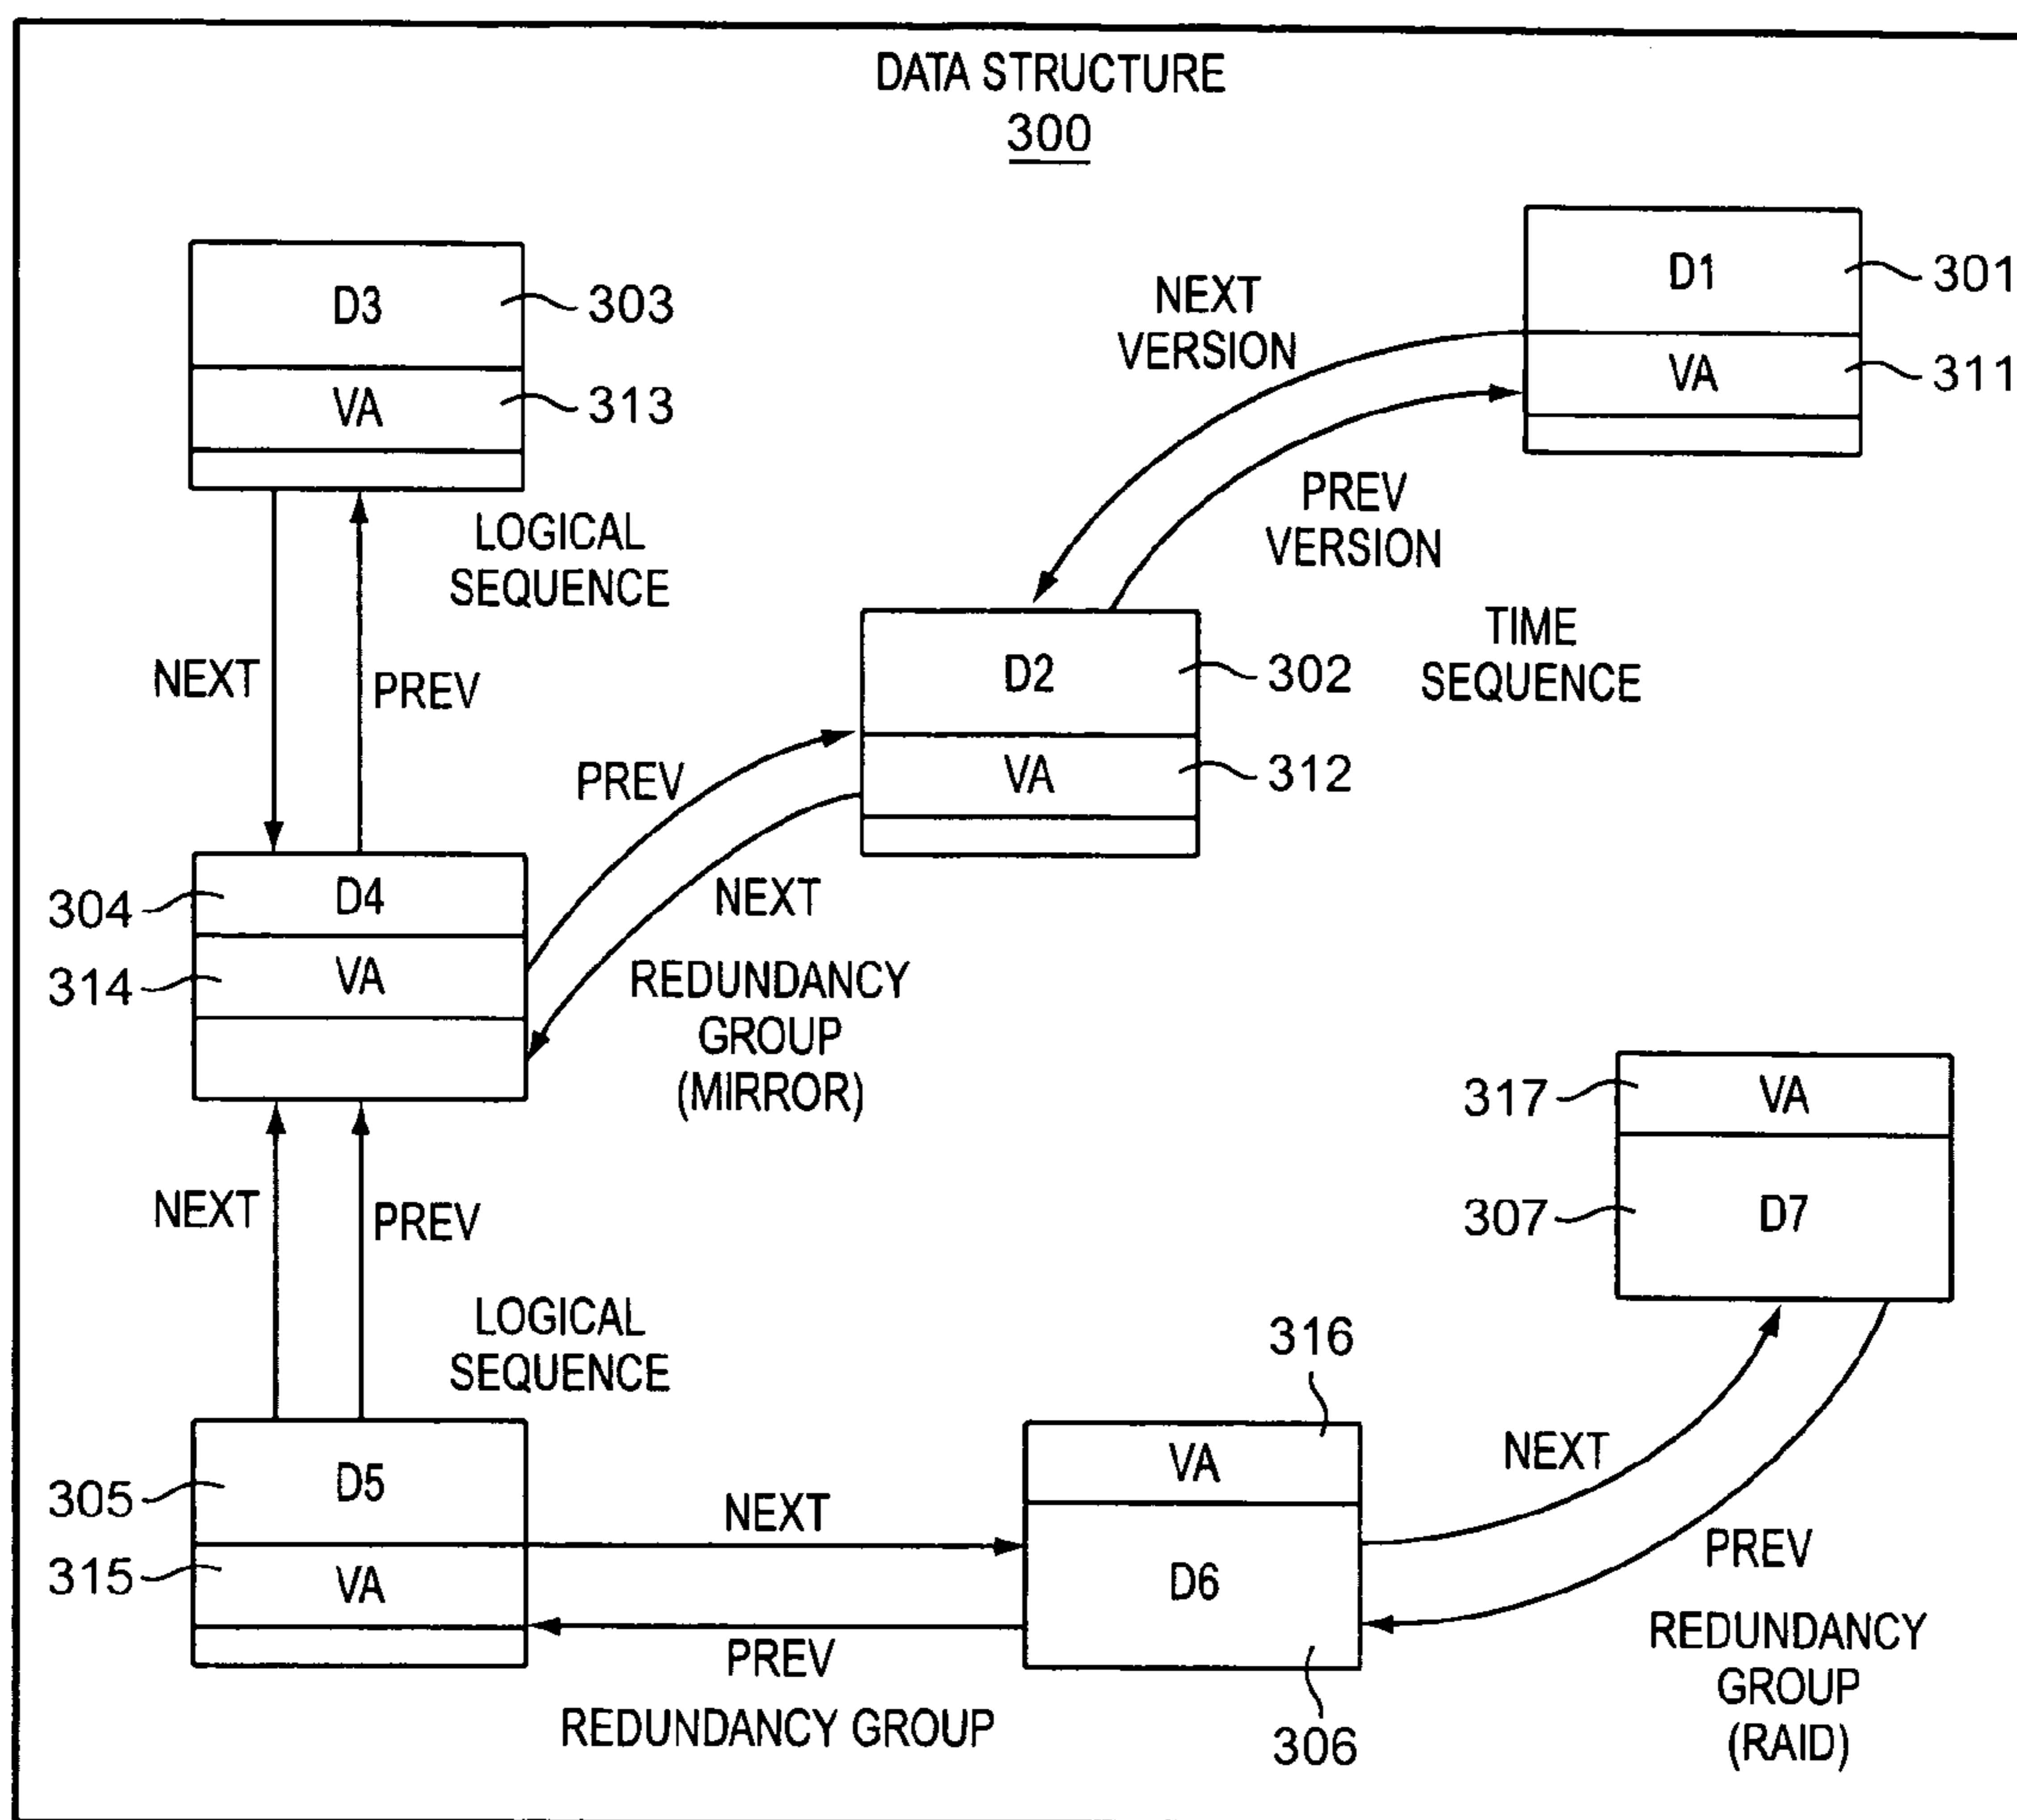 DATA STRUCTURE
300
D3
303
VA
313
D1
301
VA
311
NEXT
VERSION
PREV
VERSION
LOGICAL
SEQUENCE
TIME
SEQUENCE
NEXT
PREV
D2
302
VA
312
PREV
NEXT
304
D4
314
VA
REDUNDANCY
GROUP
(MIRROR)
317
VA
307
D7
NEXT
PREV
LOGICAL
SEQUENCE
316
305
D5
315
VA
NEXT
PREV
REDUNDANCY GROUP
VA
D6
306
NEXT
PREV
REDUNDANCY
GROUP
(RAID)